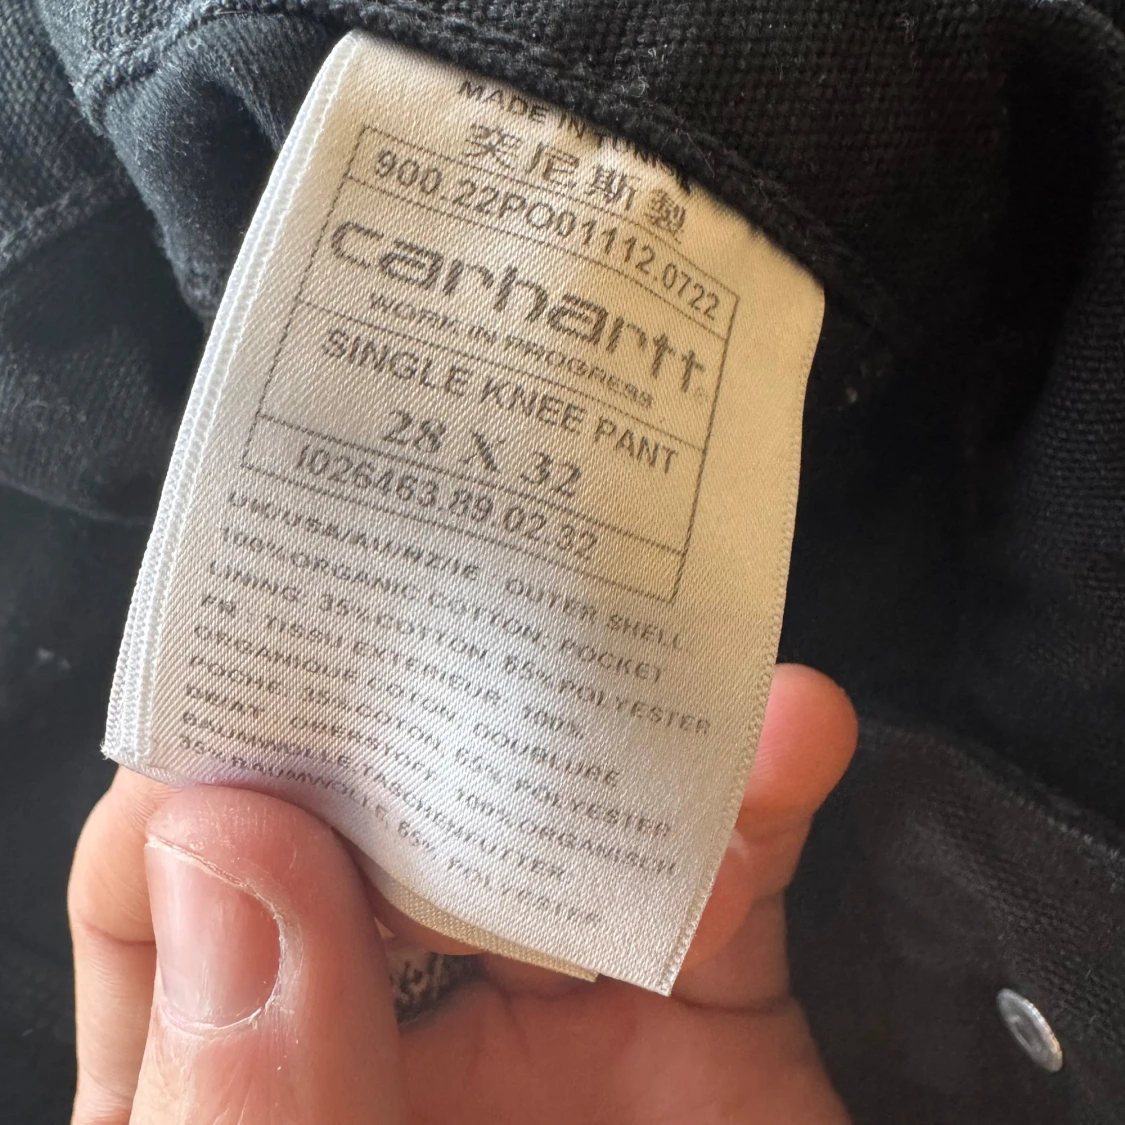 MADE IN
突尼斯製
900.22PO01112.0722
carhartt
WORK IN PROGRESS
SINGLE KNEE PANT
28 X 32
I026463.89.02.32
UK/USA/AU/NZ/IE OUTER SHELL
100% ORGANIC COTTON, POCKET
LINING: 35% COTTON, 65% POLYESTER
FR. TISSU EXTERIEUR 100%
ORGANIQUE COTON DOUBLURE
POCHE: 35% COTON, 65% POLYESTER
OBERSTOFF 100% ORGANISCH
BAUMWOLLE, TASCHENFUTTER
35% BAUMWOLLE, 65% POLYESTER